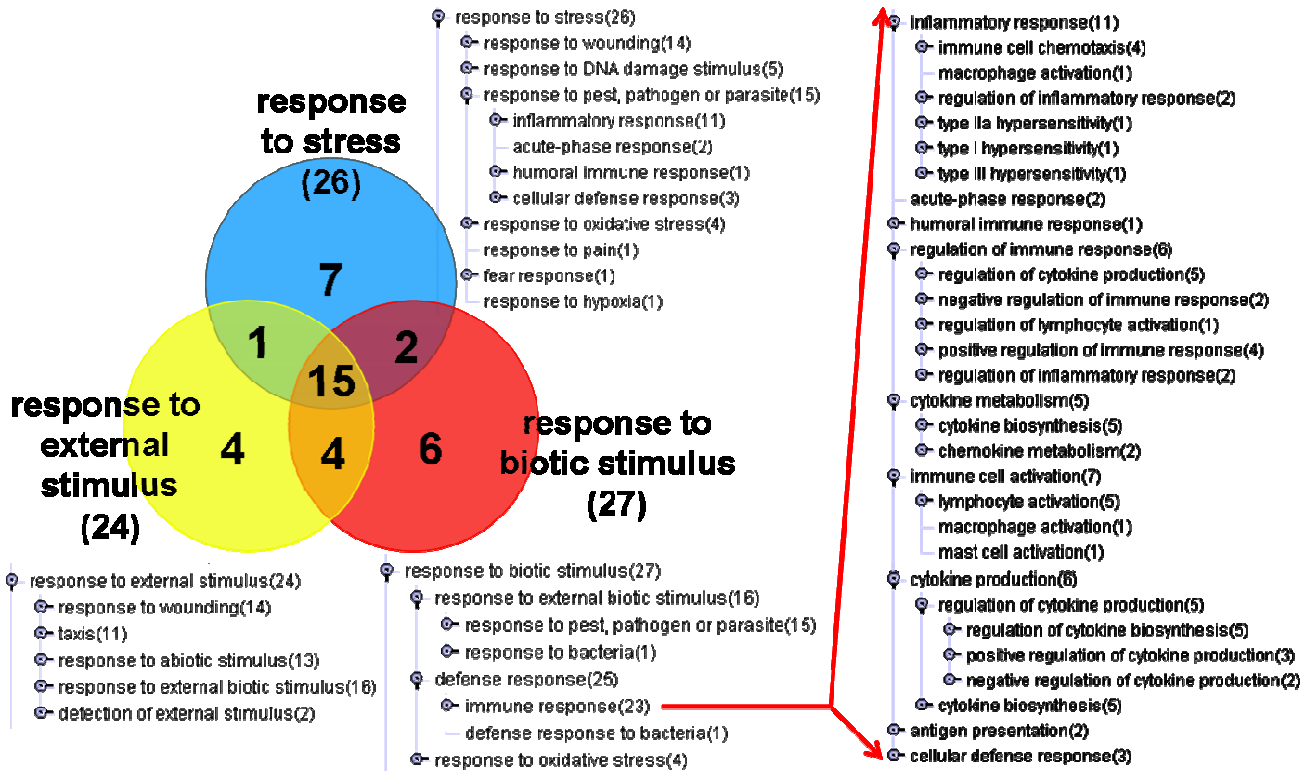 response
to stress
(26)
7
1
2
15
4
4
6
response to
external
stimulus
(24)
response to
biotic stimulus
(27)
response to stress(26)
response to wounding(14)
response to DNA damage stimulus(5)
response to pest, pathogen or parasite(15)
inflammatory response(11)
acute-phase response(2)
humoral immune response(1)
cellular defense response(3)
response to oxidative stress(4)
response to pain(1)
fear response(1)
response to hypoxia(1)
response to external stimulus(24)
response to wounding(14)
taxis(11)
response to abiotic stimulus(13)
response to external biotic stimulus(16)
detection of external stimulus(2)
response to biotic stimulus(27)
response to external biotic stimulus(16)
response to pest, pathogen or parasite(15)
response to bacteria(1)
defense response(25)
immune response(23)
defense response to bacteria(1)
response to oxidative stress(4)
inflammatory response(11)
immune cell chemotaxis(4)
macrophage activation(1)
regulation of inflammatory response(2)
type IIa hypersensitivity(1)
type I hypersensitivity(1)
type III hypersensitivity(1)
acute-phase response(2)
humoral immune response(1)
regulation of immune response(6)
regulation of cytokine production(5)
negative regulation of immune response(2)
regulation of lymphocyte activation(1)
positive regulation of immune response(4)
regulation of inflammatory response(2)
cytokine metabolism(5)
cytokine biosynthesis(5)
chemokine metabolism(2)
immune cell activation(7)
lymphocyte activation(5)
macrophage activation(1)
mast cell activation(1)
cytokine production(6)
regulation of cytokine production(5)
regulation of cytokine biosynthesis(5)
positive regulation of cytokine production(3)
negative regulation of cytokine production(2)
cytokine biosynthesis(5)
antigen presentation(2)
cellular defense response(3)